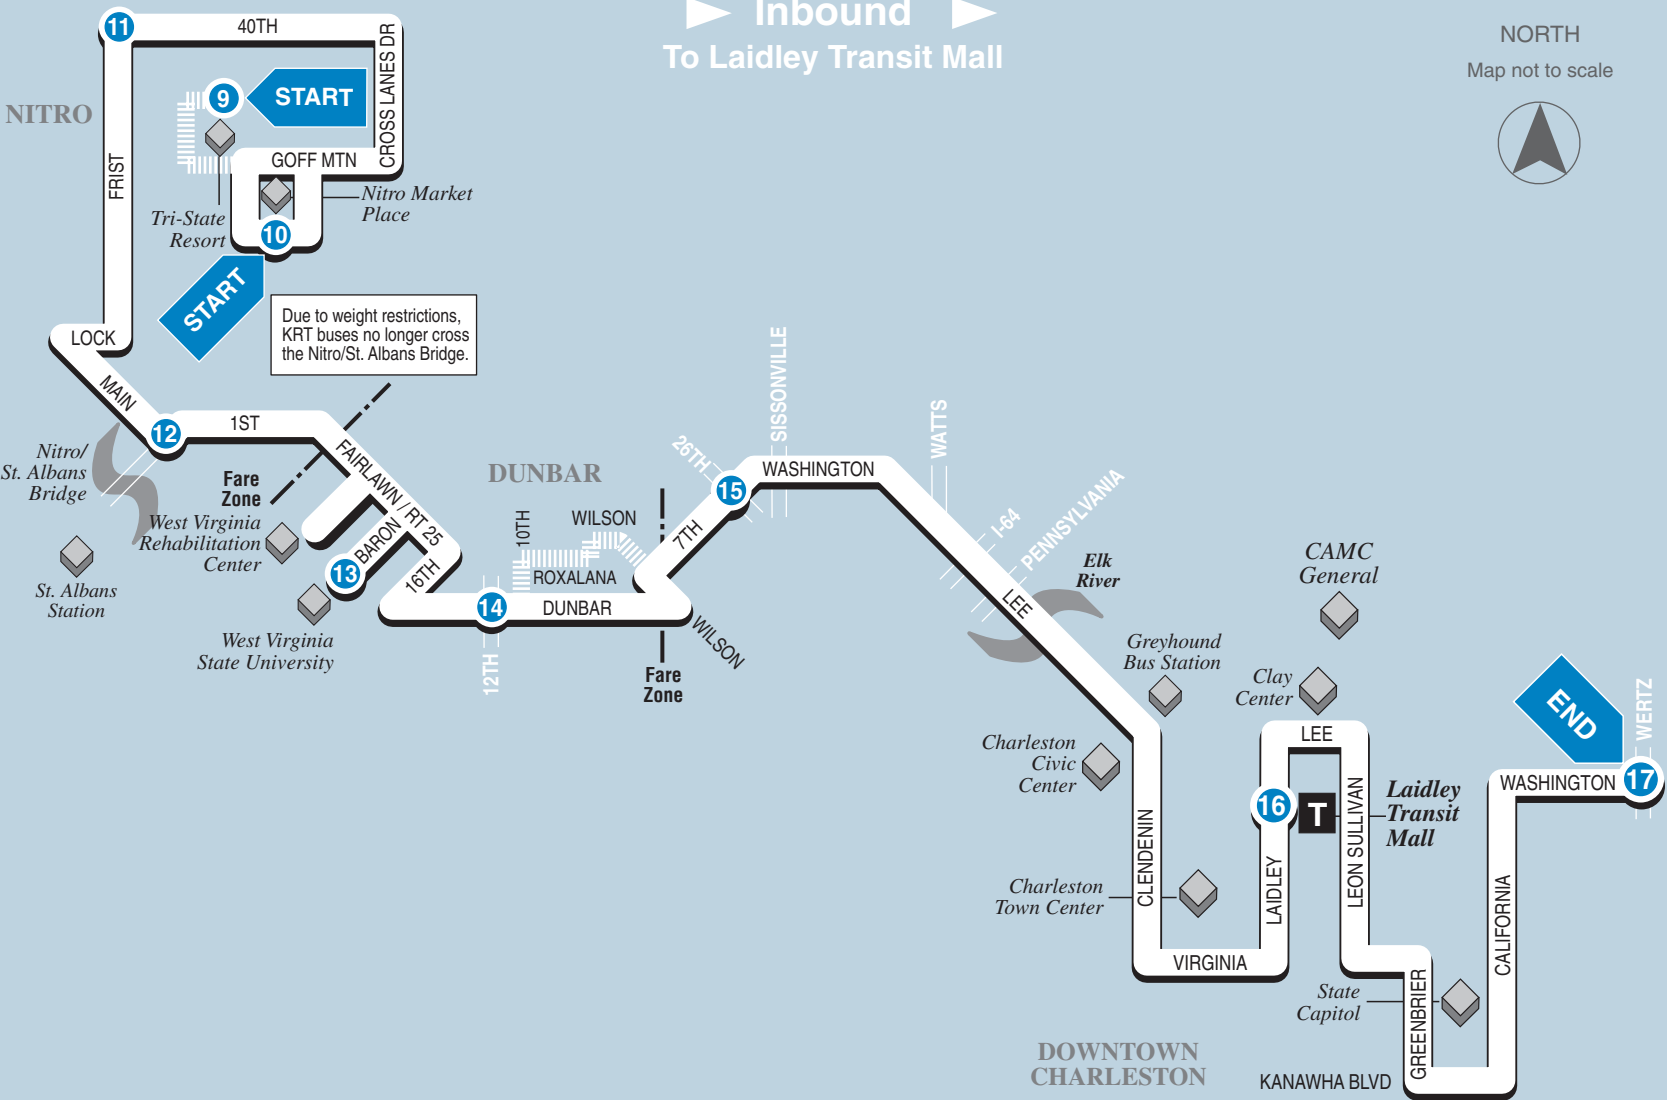 Inbound
To Laidley Transit Mall
NORTH
Map not to scale
11
40TH
CROSS LANES DR
9
START
NITRO
FRIST
GOFF MTN
Nitro Market
Place
Tri-State
Resort
10
START
Due to weight restrictions,
KRT buses no longer cross
the Nitro/St. Albans Bridge.
LOCK
MAIN
12
1ST
Nitro/
St. Albans
Bridge
Fare
Zone
FAIRLAWN / RT 25
West Virginia
Rehabilitation
Center
BARON
13
16TH
St. Albans
Station
West Virginia
State University
DUNBAR
10TH
WILSON
ROXALANA
14
DUNBAR
12TH
WILSON
Fare
Zone
7TH
26TH
15
SISSONVILLE
WASHINGTON
WATTS
I-64
PENNSYLVANIA
LEE
Elk
River
Greyhound
Bus Station
CAMC
General
Clay
Center
Charleston
Civic
Center
CLENDENIN
Charleston
Town Center
VIRGINIA
LAIDLEY
16
T
LEE
LEON SULLIVAN
Laidley
Transit
Mall
END
WERTZ
WASHINGTON
17
CALIFORNIA
State
Capitol
GREENBRIER
KANAWHA BLVD
DOWNTOWN
CHARLESTON